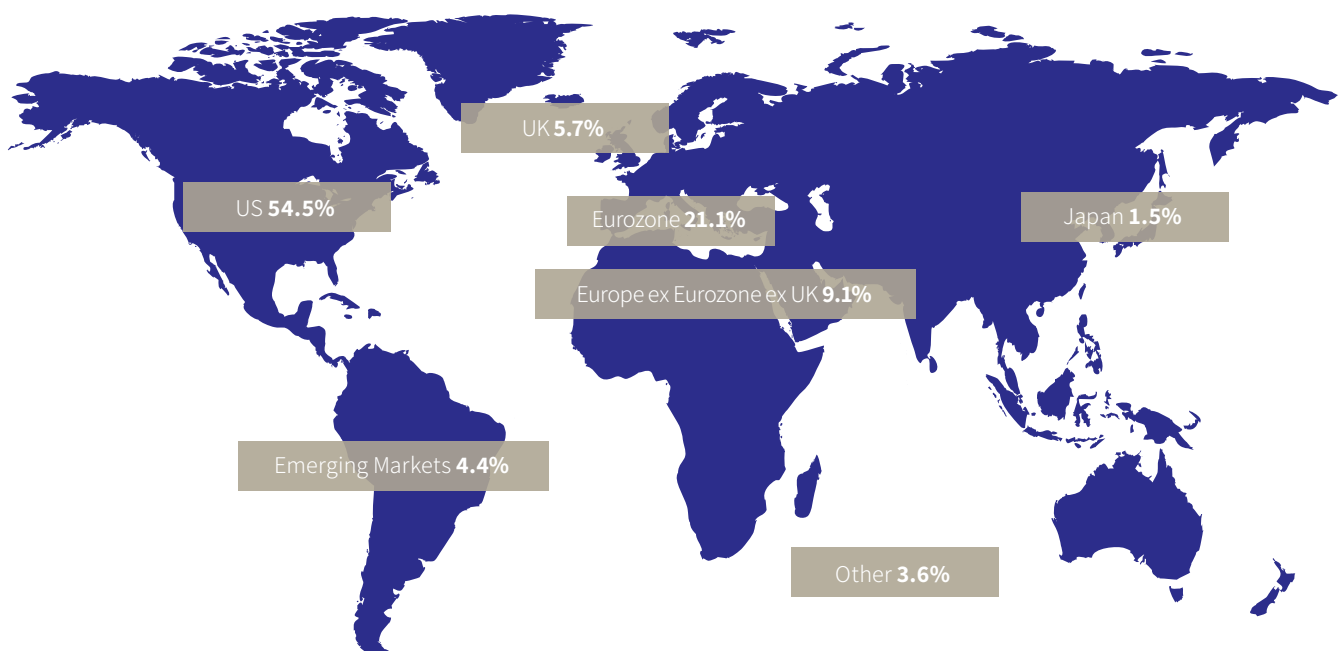 UK 5.7%
US 54.5%
Eurozone 21.1%
Japan 1.5%
Europe ex Eurozone ex UK 9.1%
Emerging Markets 4.4%
Other 3.6%